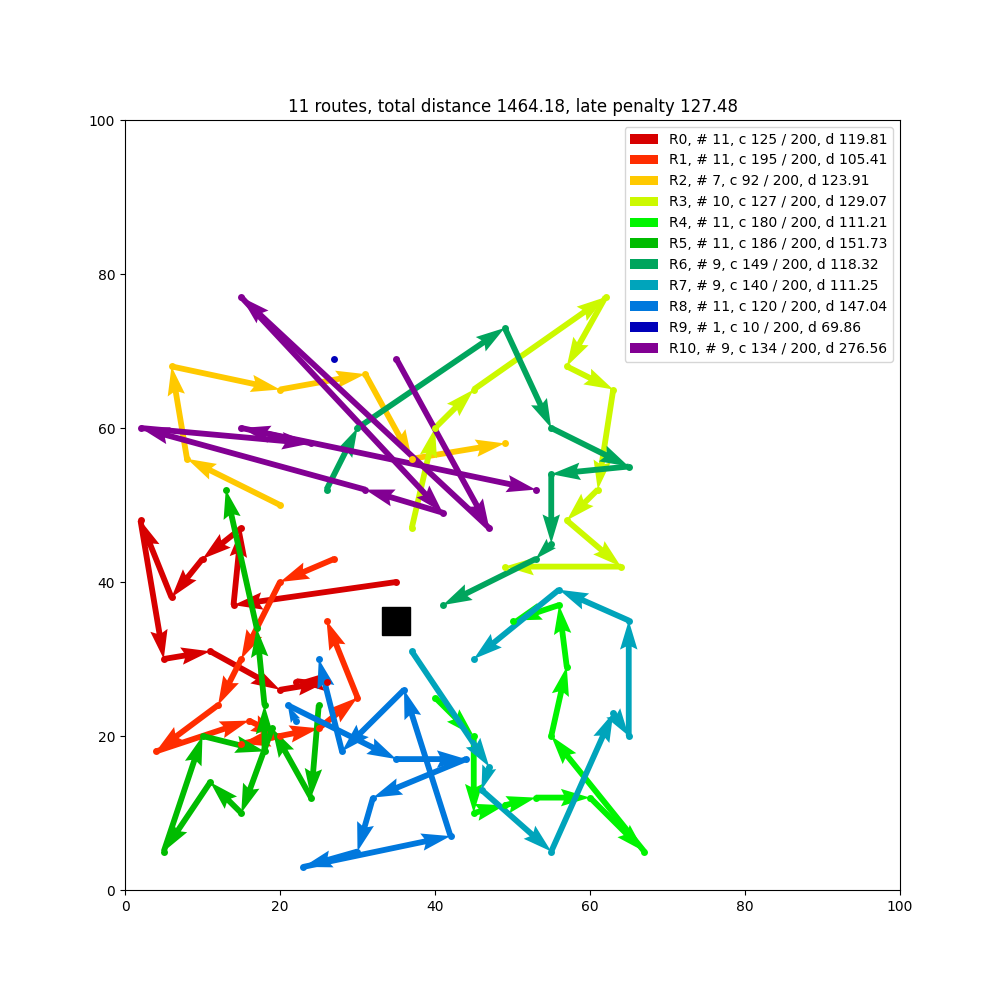 11 routes, total distance 1464.18, late penalty 127.48
R0, # 11, c 125 / 200, d 119.81
R1, # 11, c 195 / 200, d 105.41
R2, # 7, c 92 / 200, d 123.91
R3, # 10, c 127 / 200, d 129.07
R4, # 11, c 180 / 200, d 111.21
R5, # 11, c 186 / 200, d 151.73
R6, # 9, c 149 / 200, d 118.32
R7, # 9, c 140 / 200, d 111.25
R8, # 11, c 120 / 200, d 147.04
R9, # 1, c 10 / 200, d 69.86
R10, # 9, c 134 / 200, d 276.56
100
80
60
40
20
0
0 20 40 60 80 100